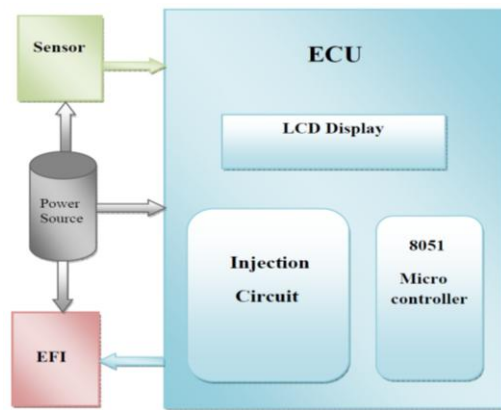 Sensor
ECU
LCD Display
Power
Source
Injection
Circuit
8051
Micro
controller
EFI